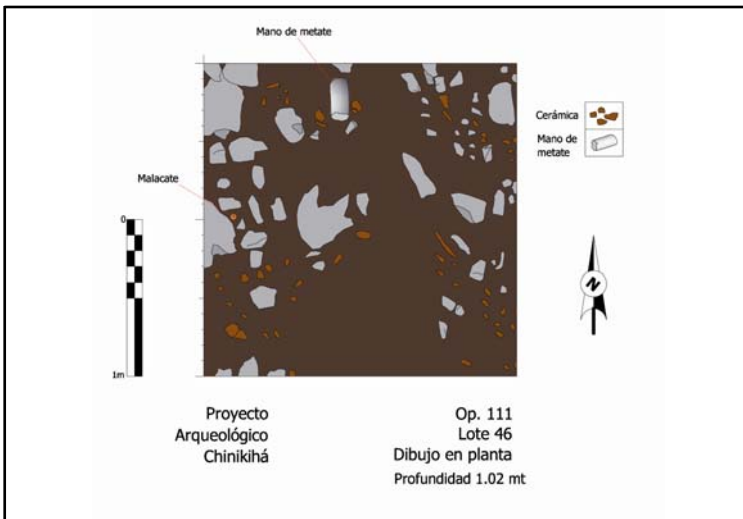 Mano de metate
Cerámica
Mano de
metate
Malacate
0
N
1m
Proyecto
Arqueológico
Chinikihá
Op. 111
Lote 46
Dibujo en planta
Profundidad 1.02 mt